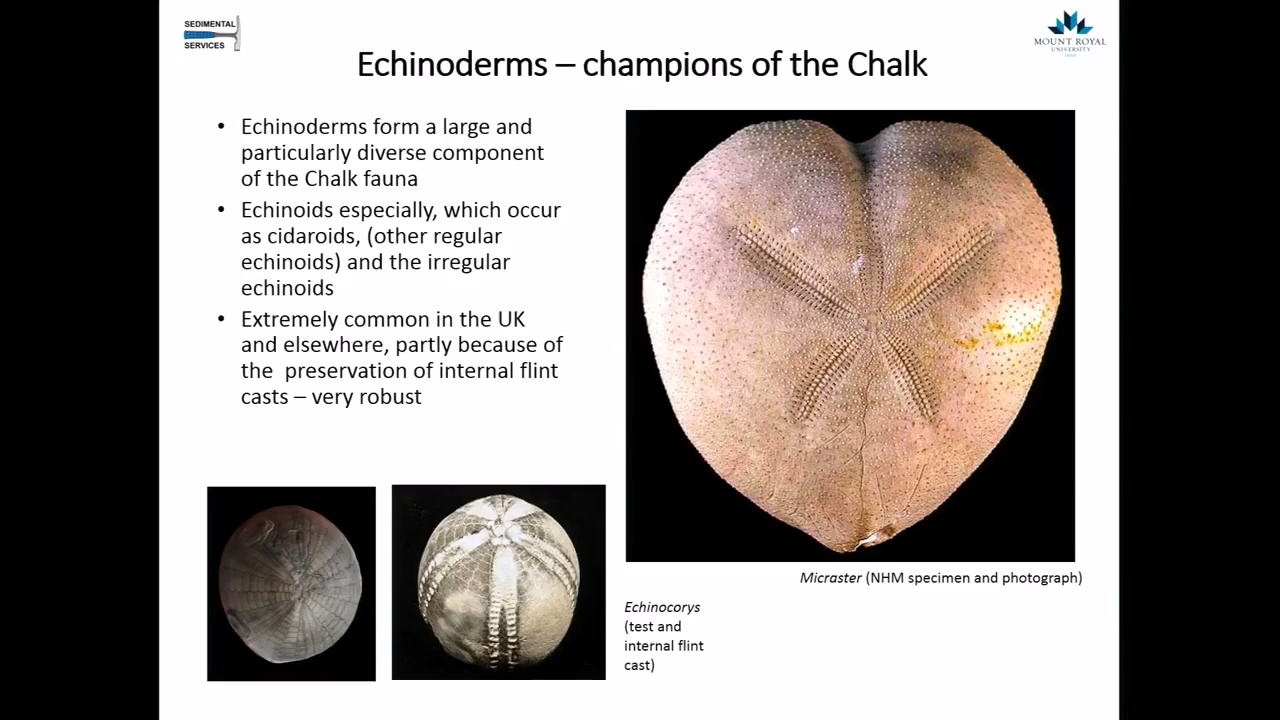 SEDIMENTAL
SERVICES
MOUNT ROYAL
UNIVERSITY
Echinoderms – champions of the Chalk
• Echinoderms form a large and
particularly diverse component
of the Chalk fauna
• Echinoids especially, which occur
as cidaroids, (other regular
echinoids) and the irregular
echinoids
• Extremely common in the UK
and elsewhere, partly because of
the  preservation of internal flint
casts – very robust
Micraster (NHM specimen and photograph)
Echinocorys
(test and
internal flint
cast)